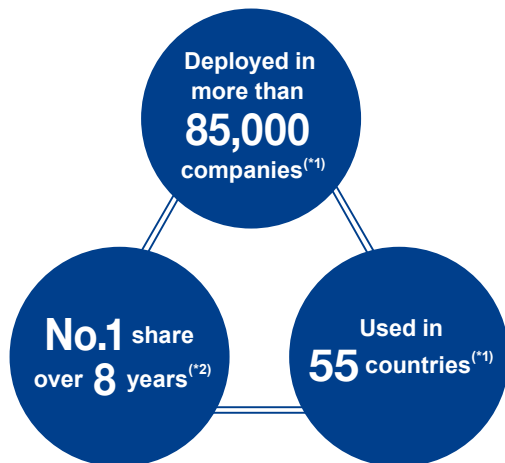 Deployed in
more than
85,000
companies(*1)
No.1 share
over 8 years(*2)
Used in
55 countries(*1)